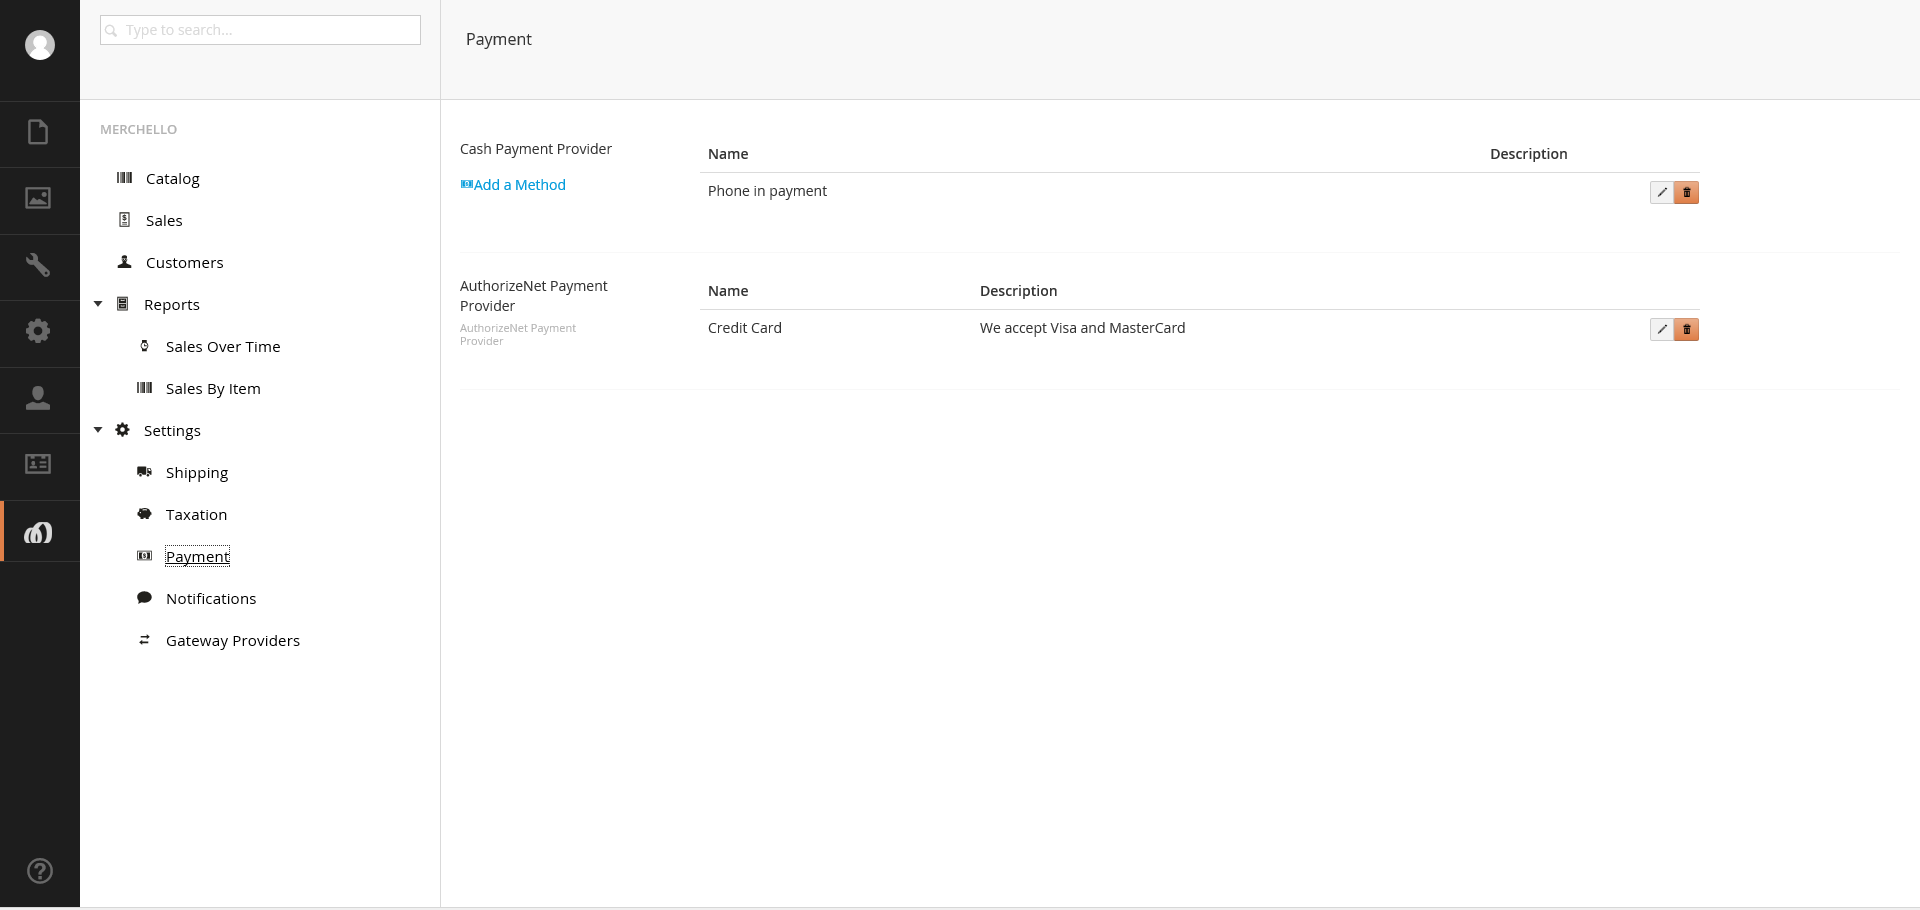 Type to search...
Payment
MERCHELLO
Catalog
Sales
Customers
Reports
Sales Over Time
Sales By Item
Settings
Shipping
Taxation
Payment
Notifications
Gateway Providers
Cash Payment Provider
Add a Method
Name Description
Phone in payment
AuthorizeNet Payment
Provider
AuthorizeNet Payment
Provider
Name Description
Credit Card We accept Visa and MasterCard